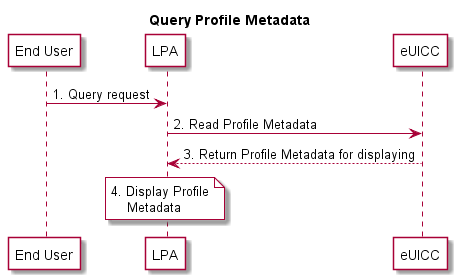 Query Profile Metadata
End User
LPA
eUICC
1. Query request
2. Read Profile Metadata
3. Return Profile Metadata for displaying
4. Display Profile
Metadata
End User
LPA
eUICC